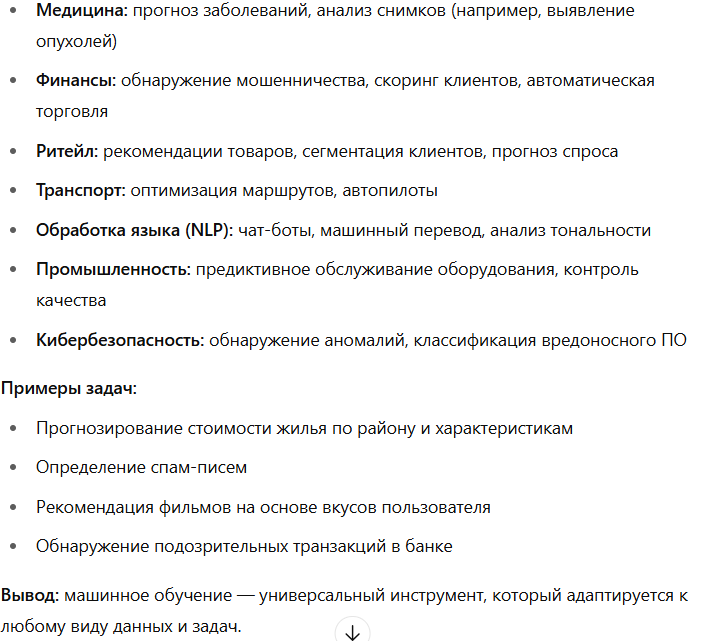 • Медицина: прогноз заболеваний, анализ снимков (например, выявление
опухолей)
• Финансы: обнаружение мошенничества, скоринг клиентов, автоматическая
торговля
• Ритейл: рекомендации товаров, сегментация клиентов, прогноз спроса
• Транспорт: оптимизация маршрутов, автопилоты
• Обработка языка (NLP): чат-боты, машинный перевод, анализ тональности
• Промышленность: предиктивное обслуживание оборудования, контроль
качества
• Кибербезопасность: обнаружение аномалий, классификация вредоносного ПО
Примеры задач:
• Прогнозирование стоимости жилья по району и характеристикам
• Определение спам-писем
• Рекомендация фильмов на основе вкусов пользователя
• Обнаружение подозрительных транзакций в банке
Вывод: машинное обучение — универсальный инструмент, который адаптируется к
любому виду данных и задач.